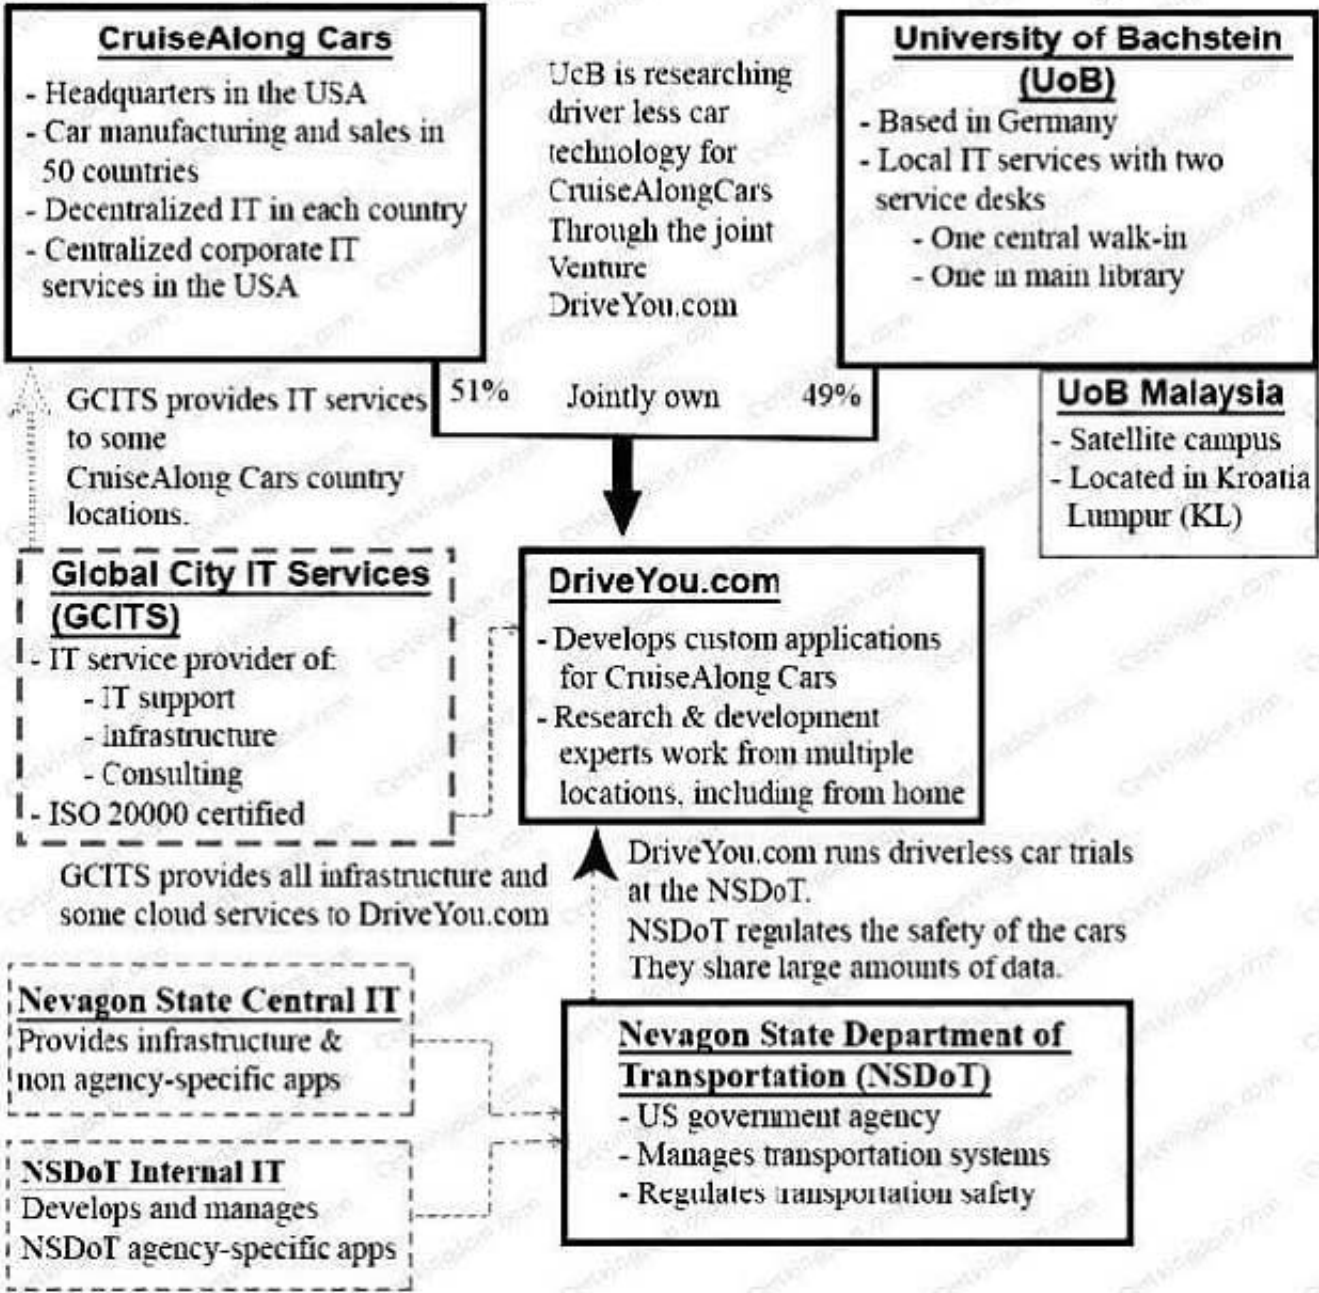 CruiseAlong Cars
- Headquarters in the USA
- Car manufacturing and sales in
50 countries
- Decentralized IT in each country
- Centralized corporate IT
services in the USA
UcB is researching
driver less car
technology for
CruiseAlongCars
Through the joint
Venture
DriveYou.com
University of Bachstein
(UoB)
- Based in Germany
- Local IT services with two
service desks
- One central walk-in
- One in main library
51% Jointly own 49%
UoB Malaysia
- Satellite campus
- Located in Kroatia
Lumpur (KL)
GCITS provides IT services
to some
CruiseAlong Cars country
locations.
Global City IT Services
(GCITS)
- IT service provider of:
- IT support
- Infrastructure
- Consulting
- ISO 20000 certified
DriveYou.com
- Develops custom applications
for CruiseAlong Cars
- Research & development
experts work from multiple
locations, including from home
GCITS provides all infrastructure and
some cloud services to DriveYou.com
DriveYou.com runs driverless car trials
at the NSDoT.
NSDoT regulates the safety of the cars
They share large amounts of data.
Nevagon State Central IT
Provides infrastructure &
non agency-specific apps
NSDoT Internal IT
Develops and manages
NSDoT agency-specific apps
Nevagon State Department of
Transportation (NSDoT)
- US government agency
- Manages transportation systems
- Regulates transportation safety